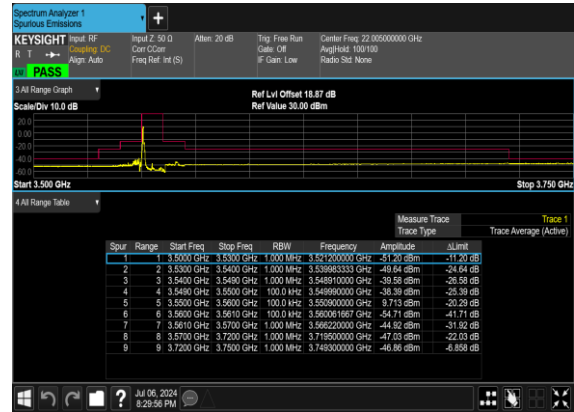 Spectrum Analyzer 1
Spurious Emissions
KEYSIGHT Input: RF Input Z: 50 Ω Atten: 20 dB Trig: Free Run Center Freq: 22.005000000 GHz
R T Coupling: DC Corr CCorr Gate: Off Avg|Hold: 100/100
Align: Auto Freq Ref: Int (S) IF Gain: Low Radio Std: None
PASS
3 All Range Graph Ref Lvl Offset 18.87 dB
Scale/Div 10.0 dB Ref Value 30.00 dBm
20.0
0.00
-20.0
-40.0
-60.0
Start 3.500 GHz Stop 3.750 GHz
4 All Range Table
Measure Trace Trace 1
Trace Type Trace Average (Active)
Spur Range Start Freq Stop Freq RBW Frequency Amplitude ΔLimit
1 1 3.5000 GHz 3.5300 GHz 1.000 MHz 3.521200000 GHz -51.20 dBm -11.20 dB
2 2 3.5300 GHz 3.5400 GHz 1.000 MHz 3.539983333 GHz -49.64 dBm -24.64 dB
3 3 3.5400 GHz 3.5490 GHz 1.000 MHz 3.548910000 GHz -39.58 dBm -26.58 dB
4 4 3.5490 GHz 3.5500 GHz 100.0 kHz 3.549990000 GHz -38.39 dBm -25.39 dB
5 5 3.5500 GHz 3.5600 GHz 100.0 kHz 3.550900000 GHz 9.713 dBm -20.29 dB
6 6 3.5600 GHz 3.5610 GHz 100.0 kHz 3.560061667 GHz -54.71 dBm -41.71 dB
7 7 3.5610 GHz 3.5700 GHz 1.000 MHz 3.566220000 GHz -44.92 dBm -31.92 dB
8 8 3.5700 GHz 3.7200 GHz 1.000 MHz 3.719500000 GHz -47.03 dBm -22.03 dB
9 9 3.7200 GHz 3.7500 GHz 1.000 MHz 3.749300000 GHz -46.86 dBm -6.858 dB
? Jul 06, 2024
8:29:56 PM